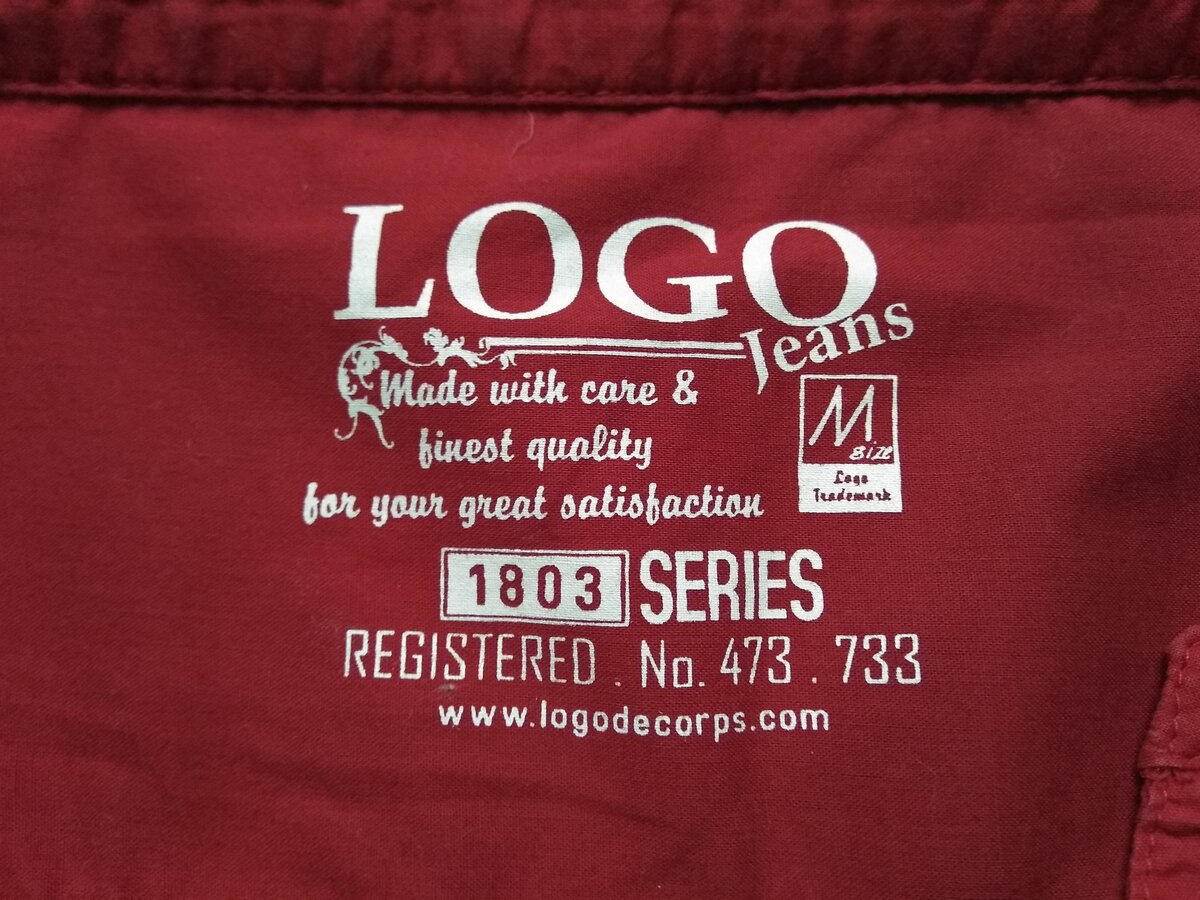 LOGO
Jeans
Made with care &
finest quality
for your great satisfaction
M
SIZE
Logo
Trademark
1803 SERIES
REGISTERED . No. 473 . 733
www.logodecorps.com